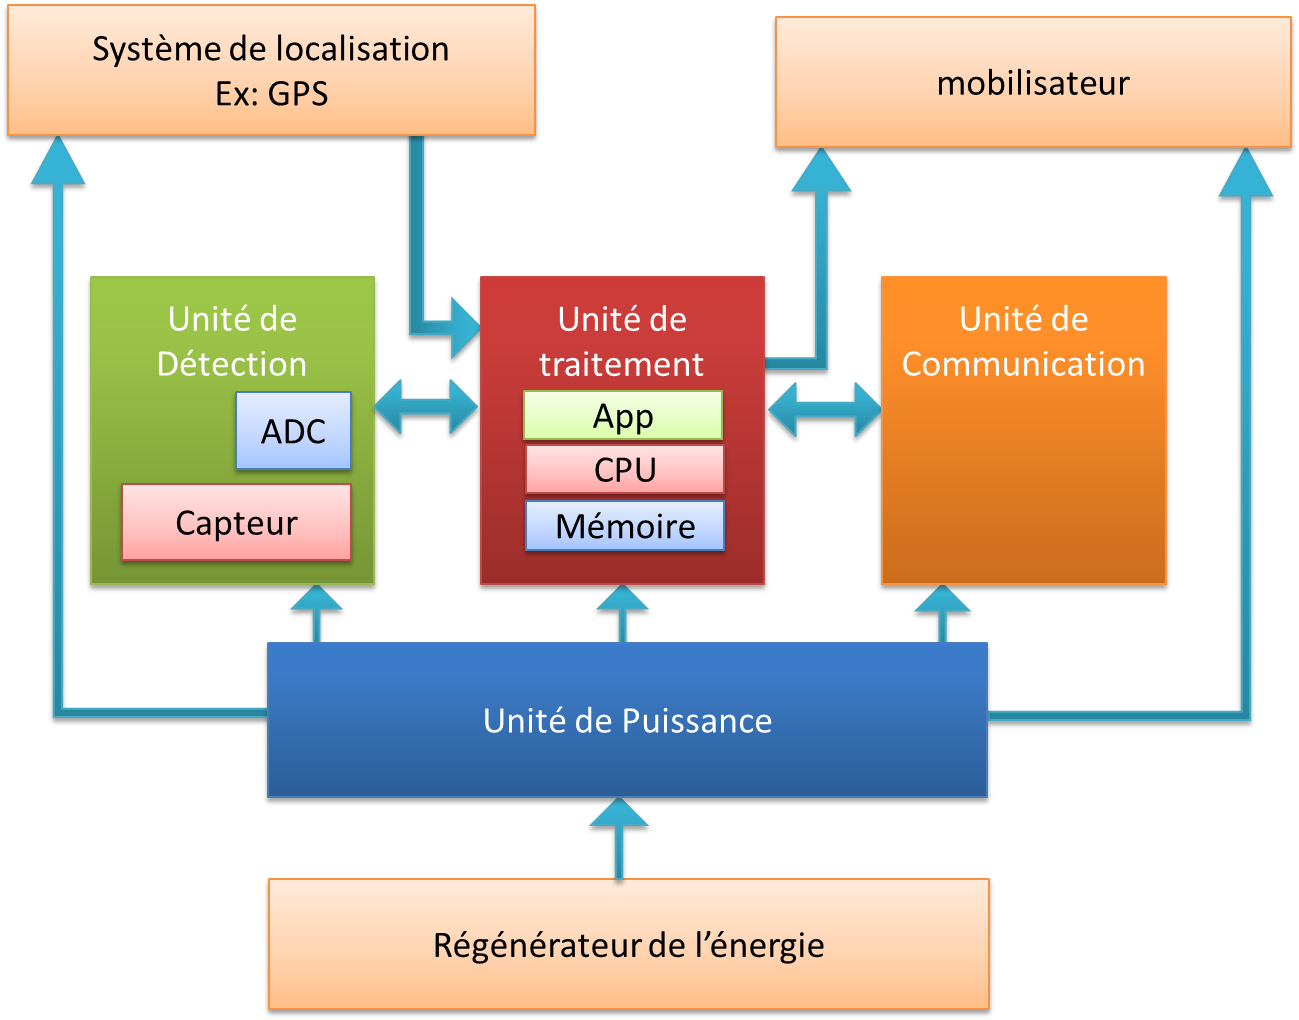 Système de localisation
Ex: GPS
mobilisateur
Unité de
Détection
ADC
Capteur
Unité de
traitement
App
CPU
Mémoire
Unité de
Communication
Unité de Puissance
Régénérateur de l’énergie